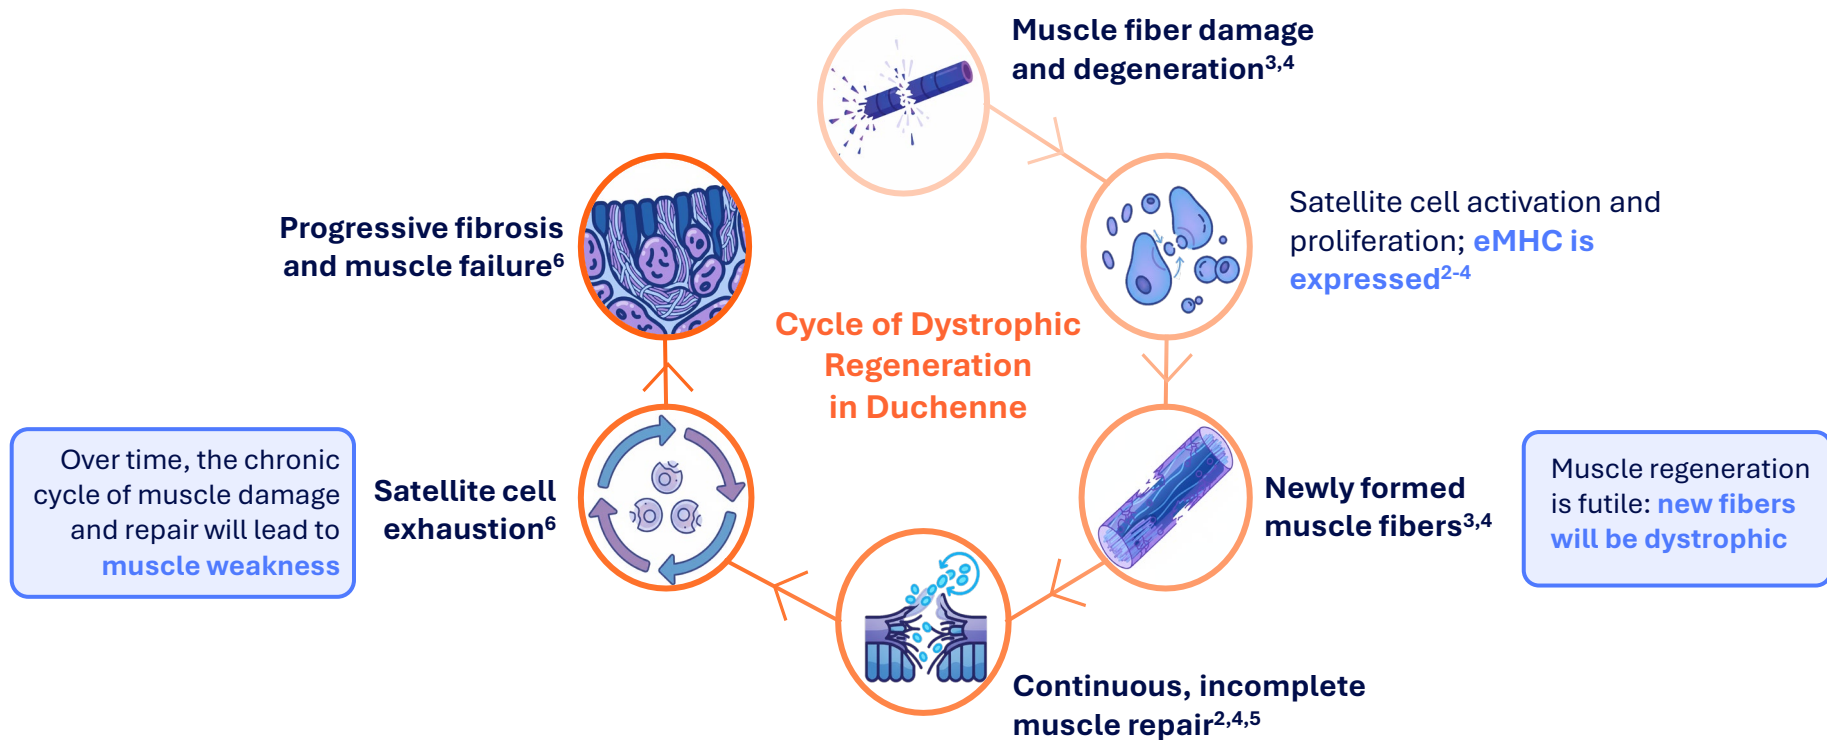 Muscle fiber damage
and degeneration3,4
Satellite cell activation and
proliferation; eMHC is
expressed2-4
Newly formed
muscle fibers3,4
Muscle regeneration
is futile: new fibers
will be dystrophic
Continuous, incomplete
muscle repair2,4,5
Satellite cell
exhaustion6
Over time, the chronic
cycle of muscle damage
and repair will lead to
muscle weakness
Progressive fibrosis
and muscle failure6
Cycle of Dystrophic
Regeneration
in Duchenne